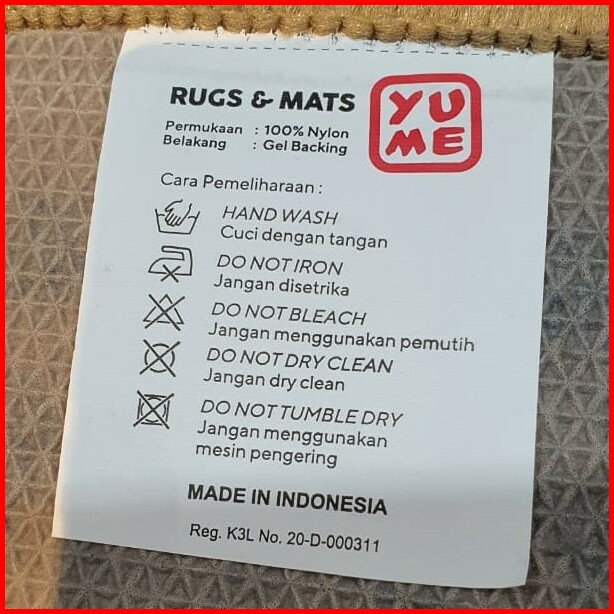 RUGS & MATS
YU
ME
Permukaan : 100% Nylon
Belakang : Gel Backing
Cara Pemeliharaan :
HAND WASH
Cuci dengan tangan
DO NOT IRON
Jangan disetrika
DO NOT BLEACH
Jangan menggunakan pemutih
DO NOT DRY CLEAN
Jangan dry clean
DO NOT TUMBLE DRY
Jangan menggunakan
mesin pengering
MADE IN INDONESIA
Reg. K3L No. 20-D-000311